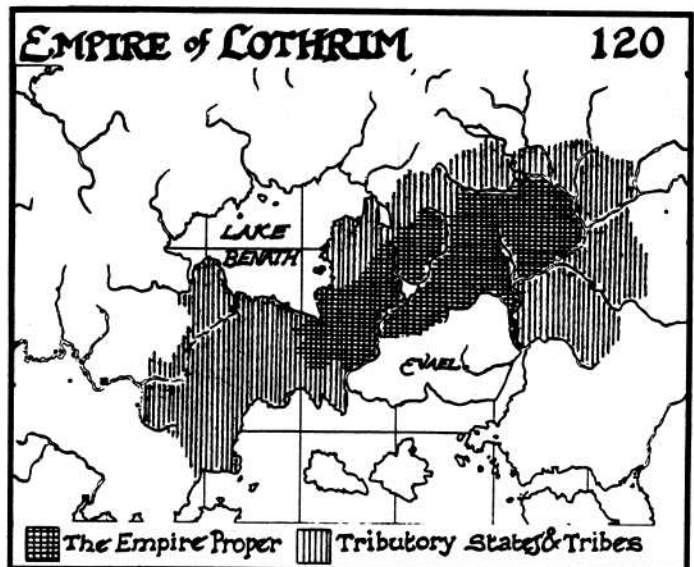 EMPIRE of LOTHRIM 120
LAKE
BENATH
EVAEL
The Empire Proper Tributory States & Tribes